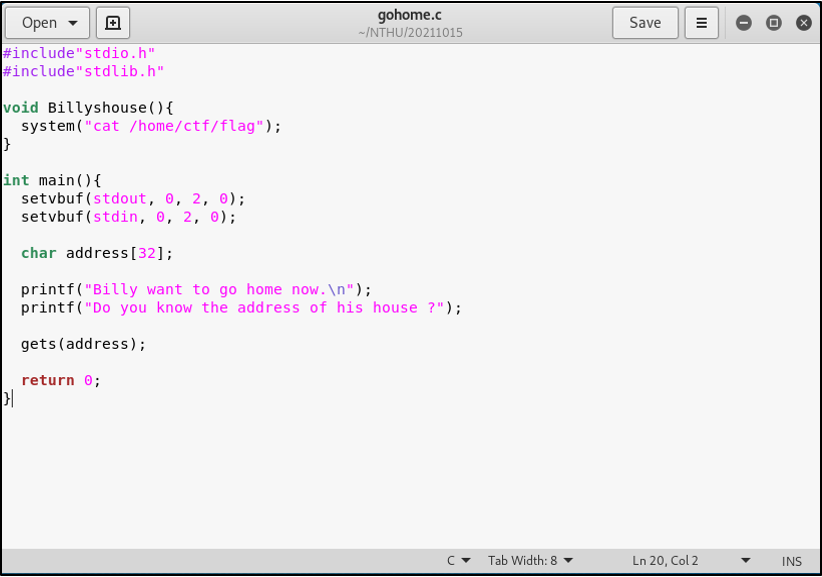 Open
gohome.c
~/NTHU/20211015
Save
#include"stdio.h"
#include"stdlib.h"
void Billyshouse(){
  system("cat /home/ctf/flag");
}
int main(){
  setvbuf(stdout, 0, 2, 0);
  setvbuf(stdin, 0, 2, 0);
  char address[32];
  printf("Billy want to go home now.\n");
  printf("Do you know the address of his house ?");
  gets(address);
  return 0;
}
C Tab Width: 8 Ln 20, Col 2 INS